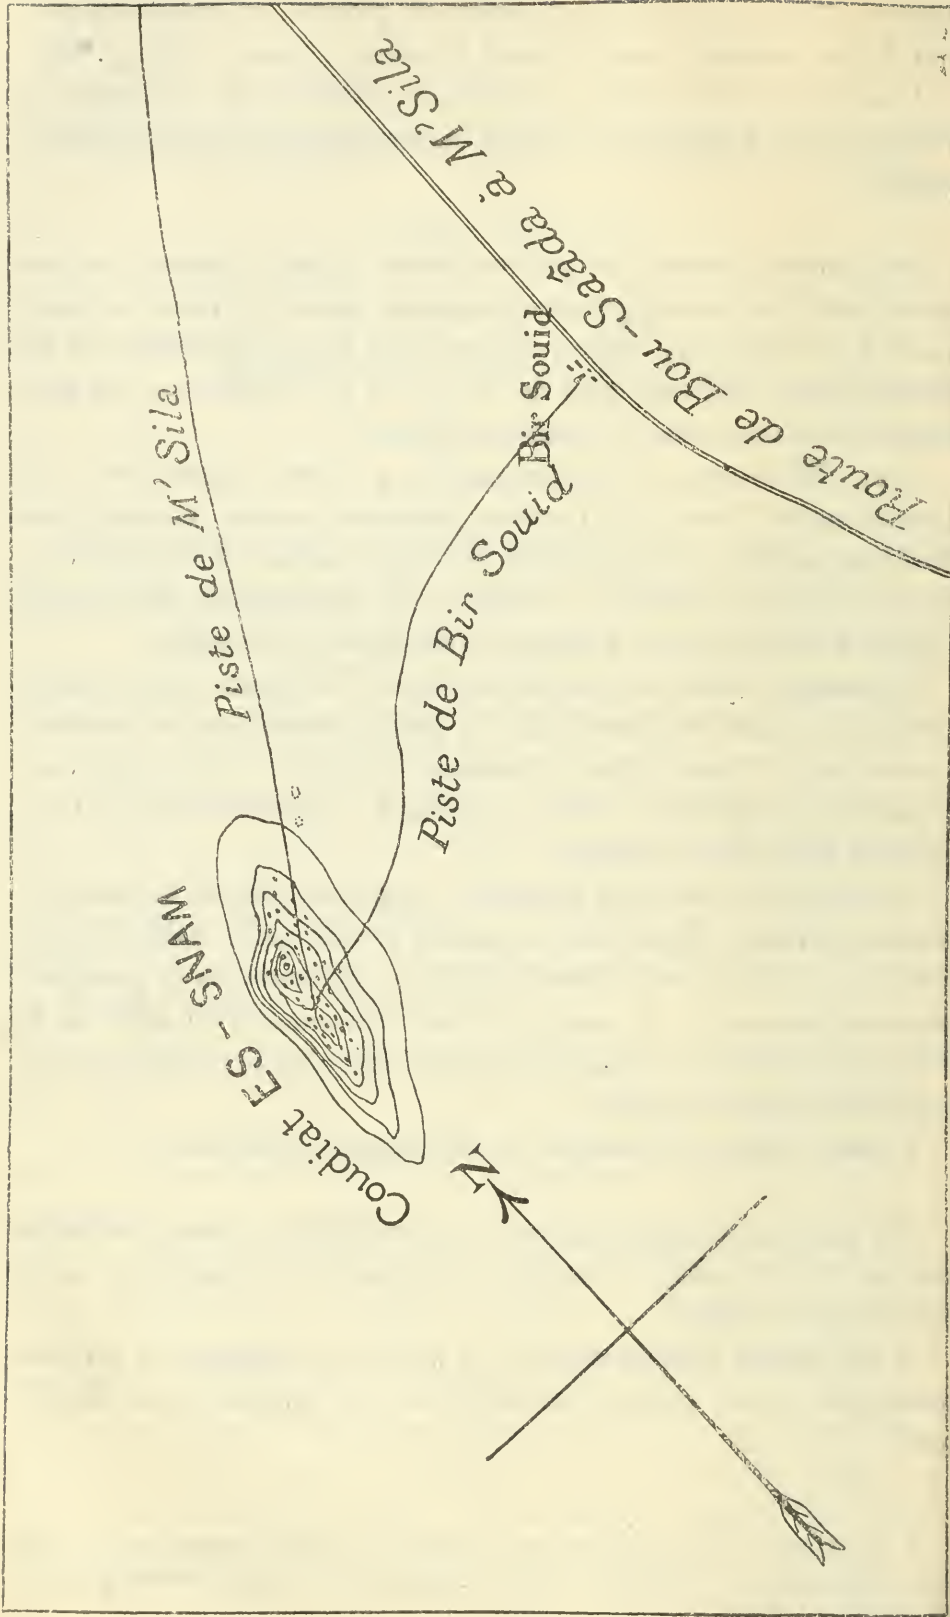 Piste de M'Sila
Route de Bou-Saâda à M'Sila
Bir Souid
Piste de Bir Souid
Coudiat ES-SNAM
N